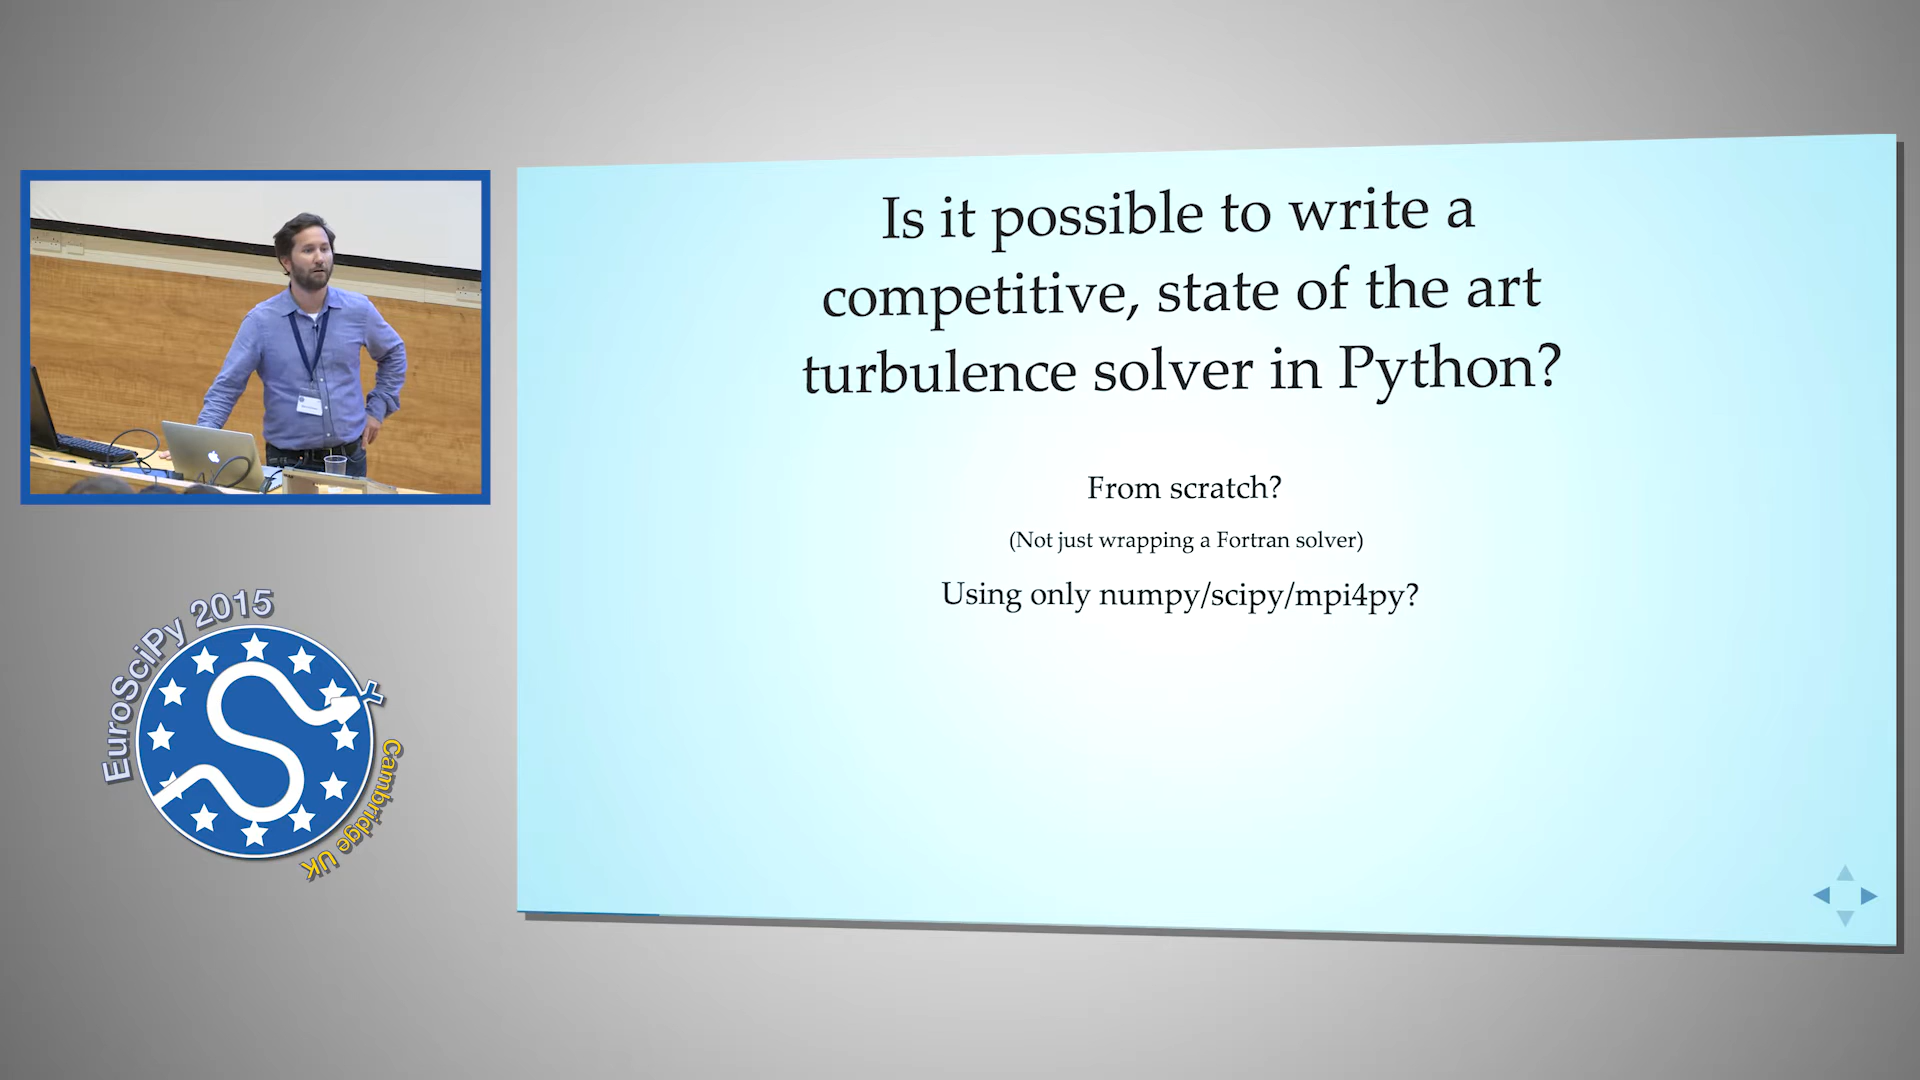 Is it possible to write a
competitive, state of the art
turbulence solver in Python?
From scratch?
(Not just wrapping a Fortran solver)
Using only numpy/scipy/mpi4py?
EuroSciPy 2015
Cambridge UK